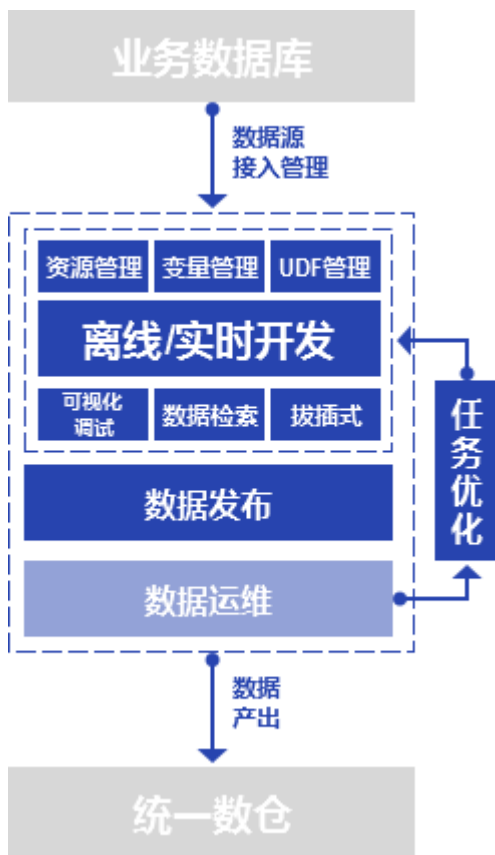 业务数据库
数据源
接入管理
资源管理
变量管理
UDF管理
离线/实时开发
可视化
调试
数据检索
拔插式
任务优化
数据发布
数据运维
数据
产出
统一数仓